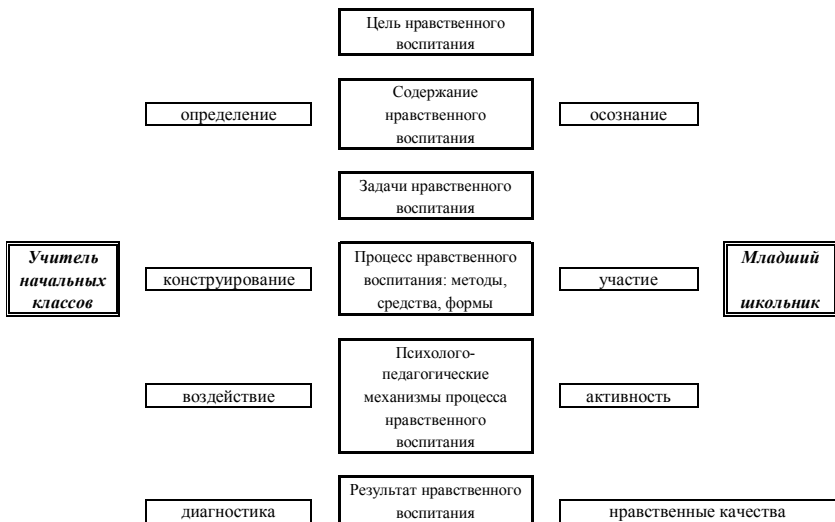 Цель нравственного
воспитания
определение
Содержание
нравственного
воспитания
осознание
Задачи нравственного
воспитания
Учитель
начальных
классов
конструирование
Процесс нравственного
воспитания: методы,
средства, формы
участие
Младший
школьник
воздействие
Психолого-
педагогические
механизмы процесса
нравственного
воспитания
активность
диагностика
Результат нравственного
воспитания
нравственные качества